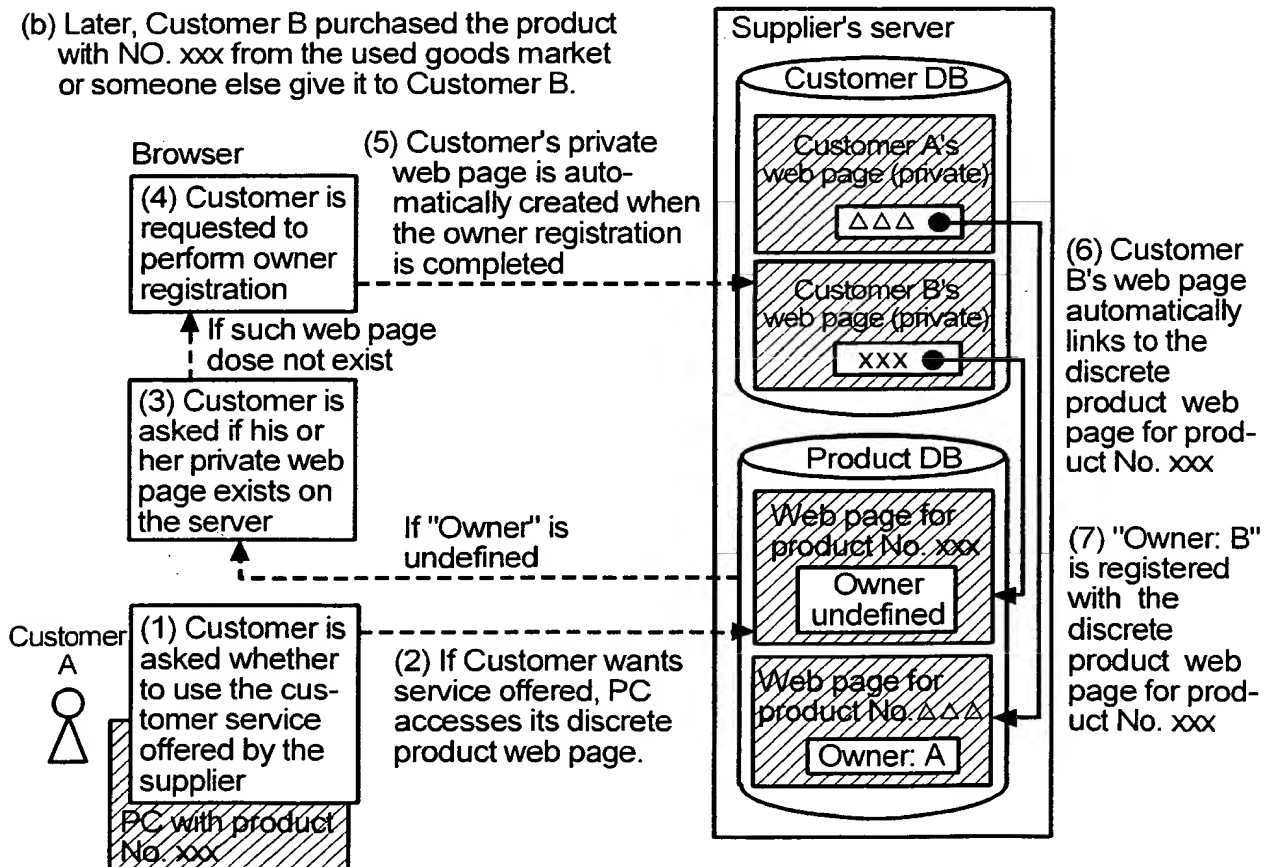 (b) Later, Customer B purchased the product
with NO. xxx from the used goods market
or someone else give it to Customer B.
Supplier's server
Customer DB
Customer A's
web page (private)
△△△
Customer B's
web page (private)
xxx
Browser
(4) Customer is
requested to
perform owner
registration
(5) Customer's private
web page is auto-
matically created when
the owner registration
is completed
If such web page
dose not exist
(3) Customer is
asked if his or
her private web
page exists on
the server
If "Owner" is
undefined
(6) Customer
B's web page
automatically
links to the
discrete
product web
page for prod-
uct No. xxx
Product DB
Web page for
product No. xxx
Owner
undefined
Web page for
product No. △△△
Owner: A
(7) "Owner: B"
is registered
with the
discrete
product web
page for prod-
uct No. xxx
Customer
A
(1) Customer is
asked whether
to use the cus-
tomer service
offered by the
supplier
(2) If Customer wants
service offered, PC
accesses its discrete
product web page.
PC with product
No. xxx